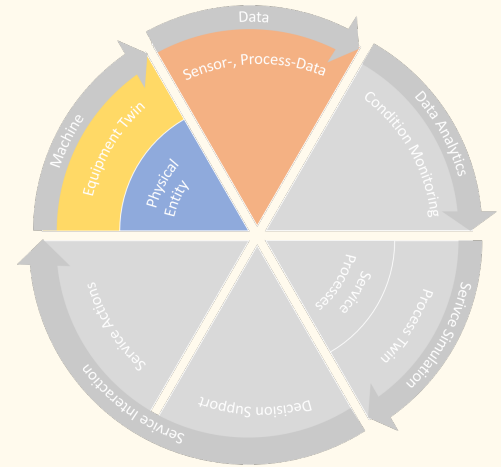 Data
Sensor-, Process-Data
Machine
Equipment Twin
Physical
Entity
Data Analytics
Condition Monitoring
Serivce Simulation
Process Twin
Service
Processes
Service Interaction
Decision Support
Service Actions